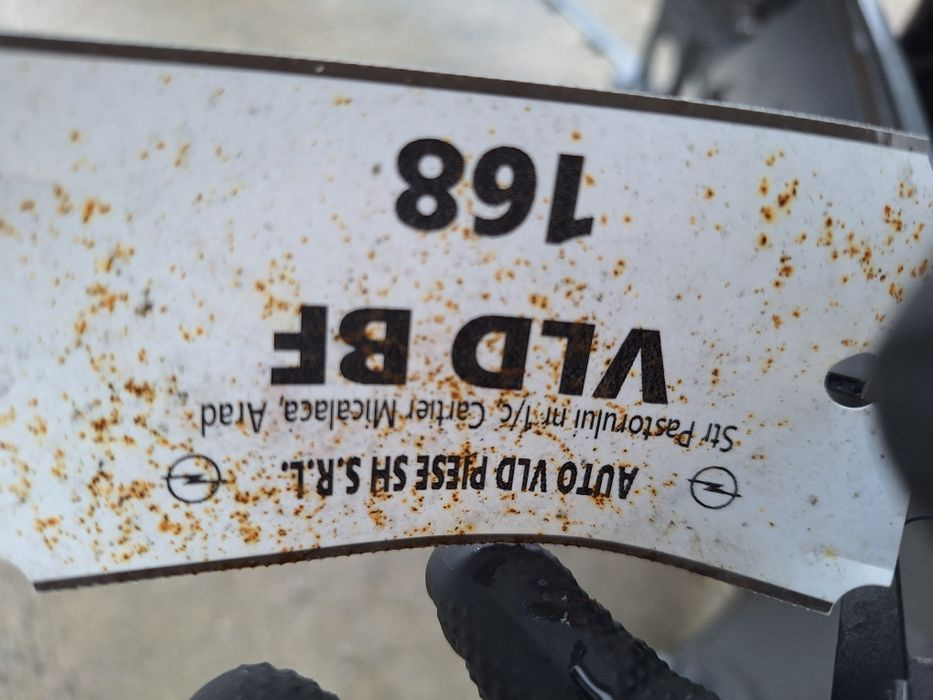 AUTO VLD PIESE SH S.R.L.
Str Pastorului nr 1/c, Cartier Micalaca, Arad
VLD BF
168